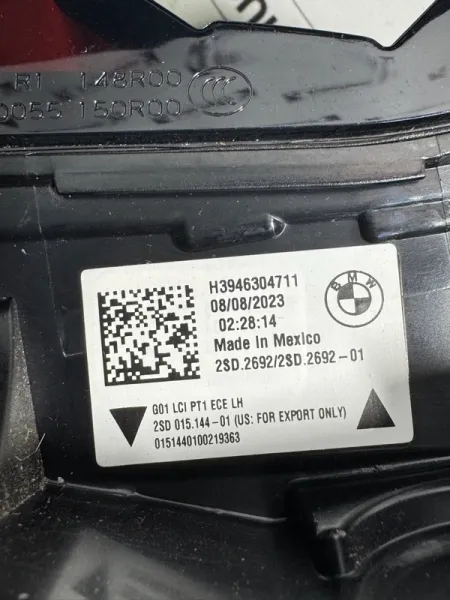 R1 148R00
0055 150R00
CCC
H3946304711
08/08/2023
02:28:14
Made In Mexico
2SD.2692/2SD.2692-01
BMW
G01 LCI PT1 ECE LH
2SD 015.144-01 (US: FOR EXPORT ONLY)
0151440100219363